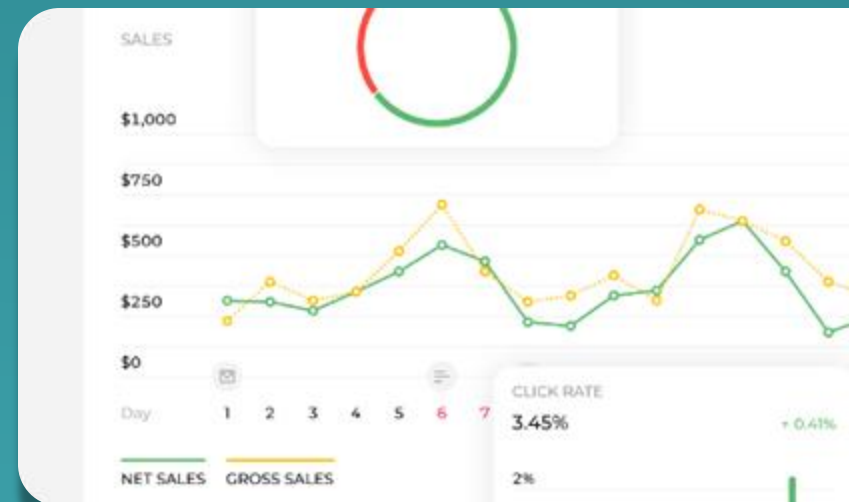 SALES
$1,000
$750
$500
$250
$0
Day 1 2 3 4 5 6 7
NET SALES GROSS SALES
CLICK RATE
3.45% + 0.41%
2%